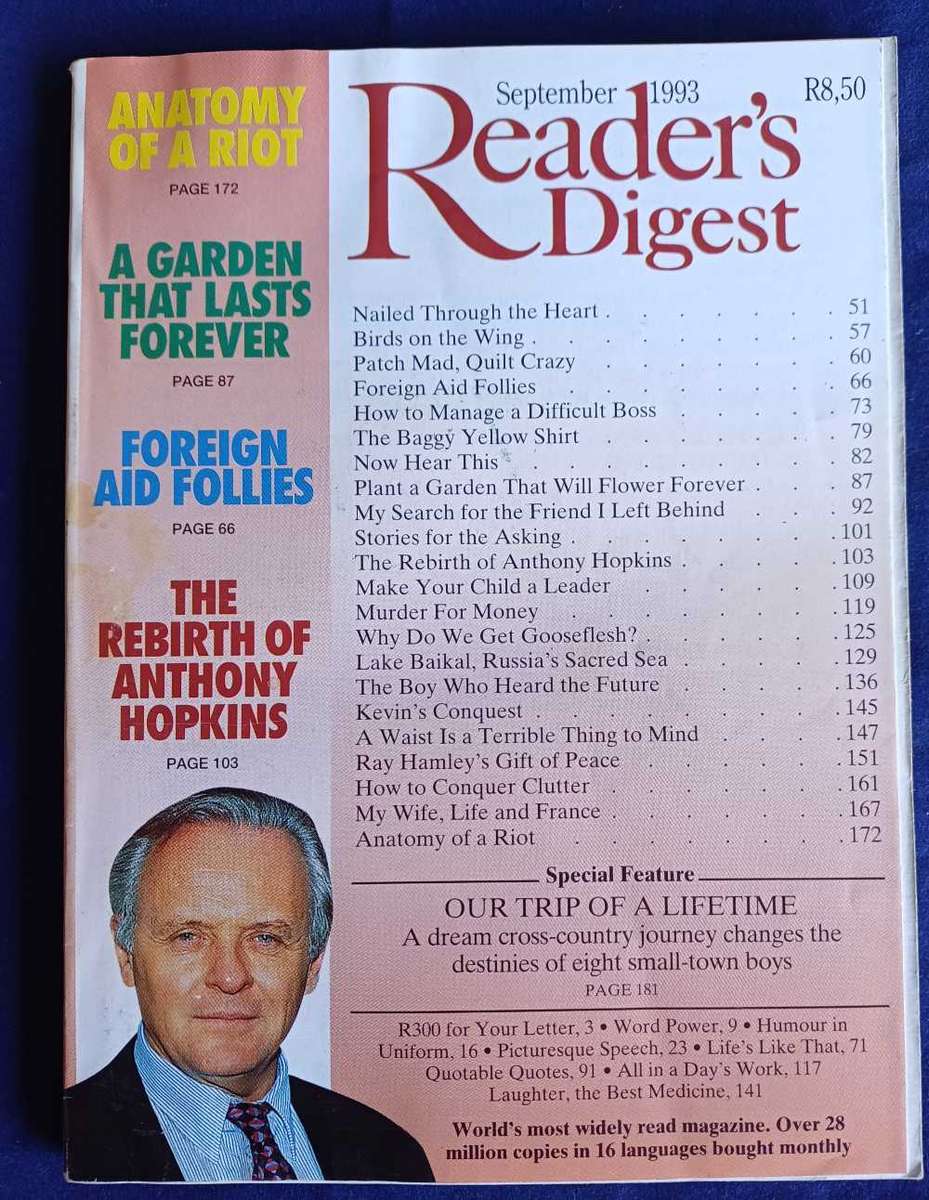 ANATOMY
OF A RIOT
PAGE 172
A GARDEN
THAT LASTS
FOREVER
PAGE 87
FOREIGN
AID FOLLIES
PAGE 66
THE
REBIRTH OF
ANTHONY
HOPKINS
PAGE 103
September 1993 R8,50
Reader's
Digest
Nailed Through the Heart . . . . . . . 51
Birds on the Wing . . . . . . . . . 57
Patch Mad, Quilt Crazy . . . . . . . 60
Foreign Aid Follies . . . . . . . . 66
How to Manage a Difficult Boss . . . . . 73
The Baggy Yellow Shirt . . . . . . . 79
Now Hear This . . . . . . . . . 82
Plant a Garden That Will Flower Forever . . . 87
My Search for the Friend I Left Behind . . . 92
Stories for the Asking . . . . . . . . 101
The Rebirth of Anthony Hopkins . . . . . 103
Make Your Child a Leader . . . . . . 109
Murder For Money . . . . . . . . 119
Why Do We Get Gooseflesh? . . . . . . 125
Lake Baikal, Russia's Sacred Sea . . . . . 129
The Boy Who Heard the Future . . . . . 136
Kevin's Conquest . . . . . . . . . 145
A Waist Is a Terrible Thing to Mind . . . . 147
Ray Hamley's Gift of Peace . . . . . . 151
How to Conquer Clutter . . . . . . . 161
My Wife, Life and France . . . . . . . 167
Anatomy of a Riot . . . . . . . . 172
Special Feature
OUR TRIP OF A LIFETIME
A dream cross-country journey changes the
destinies of eight small-town boys
PAGE 181
R300 for Your Letter, 3 • Word Power, 9 • Humour in
Uniform, 16 • Picturesque Speech, 23 • Life's Like That, 71
Quotable Quotes, 91 • All in a Day's Work, 117
Laughter, the Best Medicine, 141
World's most widely read magazine. Over 28
million copies in 16 languages bought monthly